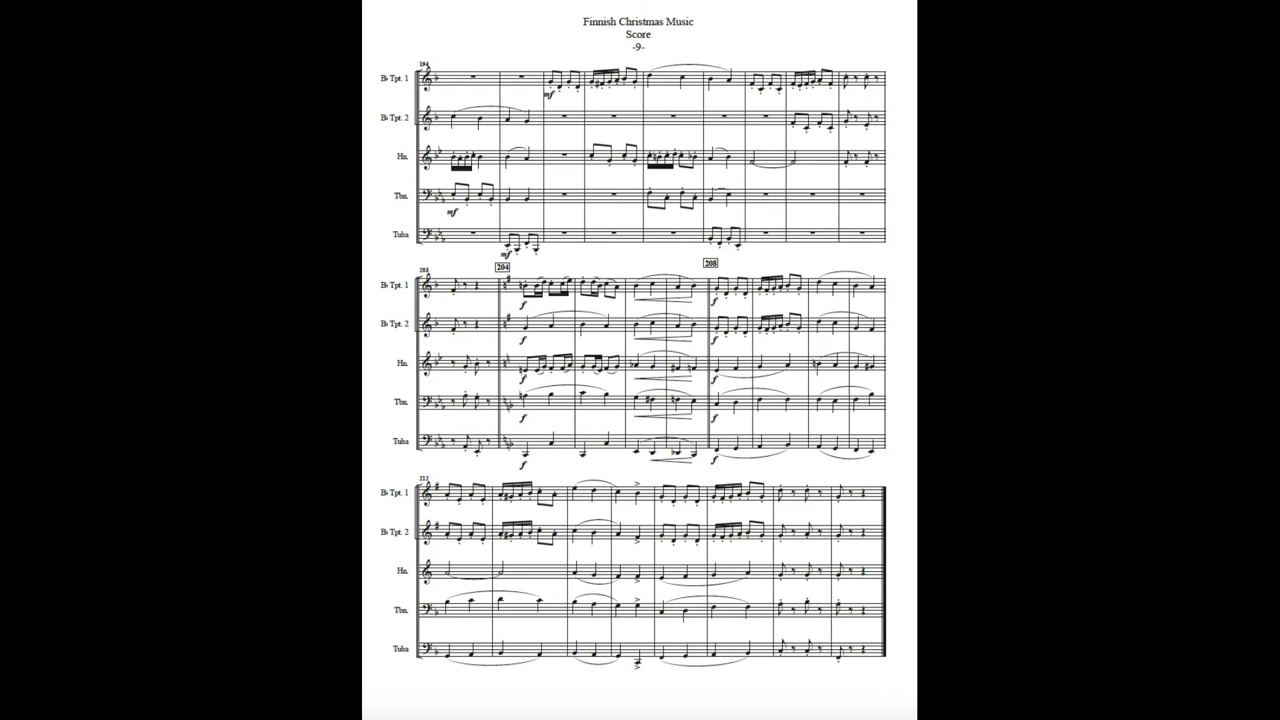 Finnish Christmas Music
Score
-9-
194
B♭ Tpt. 1
mf
B♭ Tpt. 2
Hn.
Tbn.
mf
Tuba
mf
203
204
208
B♭ Tpt. 1
f
f
B♭ Tpt. 2
f
f
Hn.
f
f
Tbn.
f
f
Tuba
f
f
212
B♭ Tpt. 1
B♭ Tpt. 2
Hn.
Tbn.
Tuba